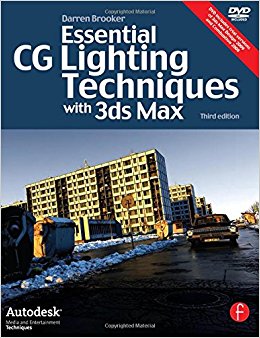 Darren Brooker
DVD
Essential
CG Lighting
Techniques
with 3ds Max
Third edition
Autodesk
Media and Entertainment
Techniques